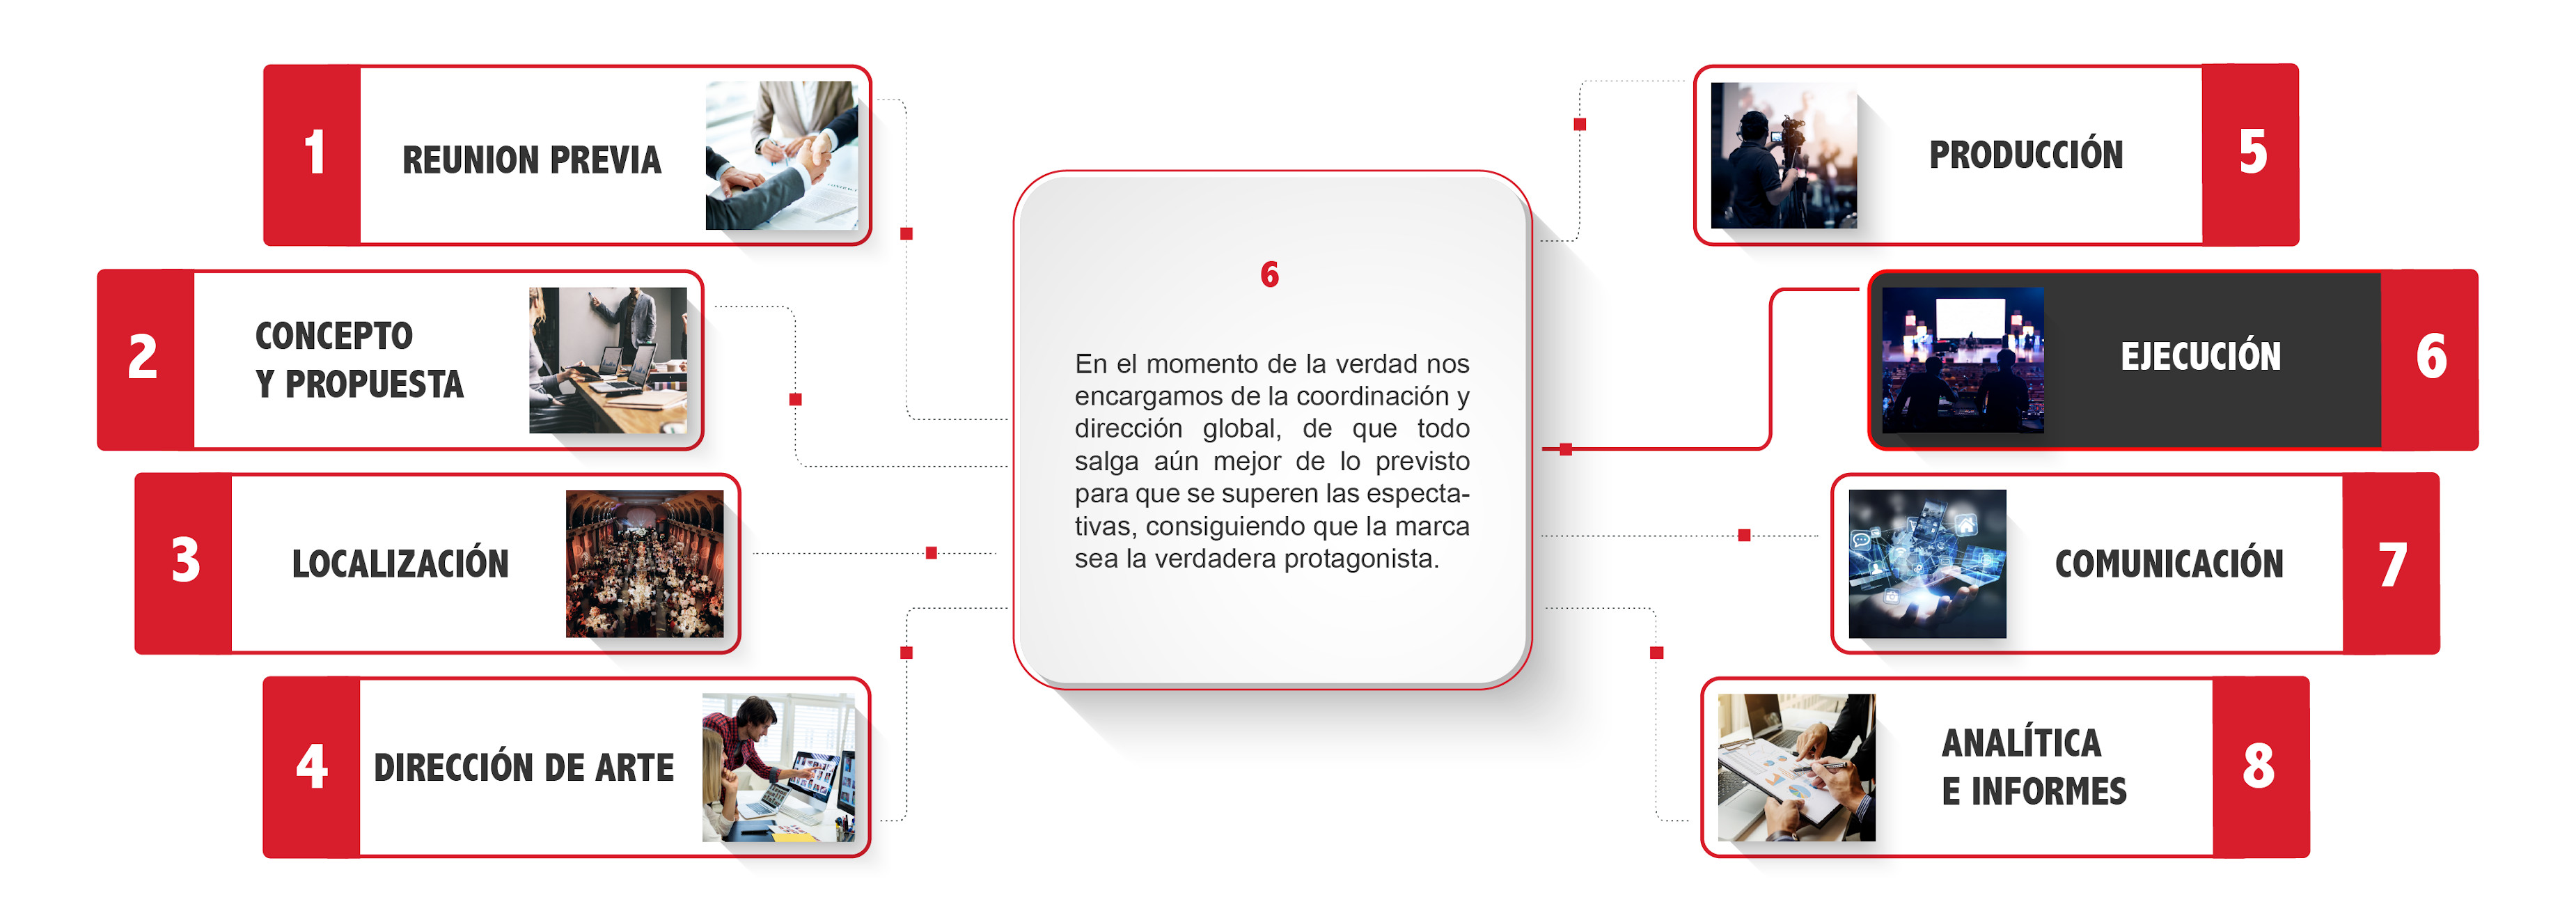 1
REUNION PREVIA
2
CONCEPTO
Y PROPUESTA
3
LOCALIZACIÓN
4
DIRECCIÓN DE ARTE
6
En el momento de la verdad nos
encargamos de la coordinación y
dirección global, de que todo
salga aún mejor de lo previsto
para que se superen las especta-
tivas, consiguiendo que la marca
sea la verdadera protagonista.
PRODUCCIÓN
5
EJECUCIÓN
6
COMUNICACIÓN
7
ANALÍTICA
E INFORMES
8